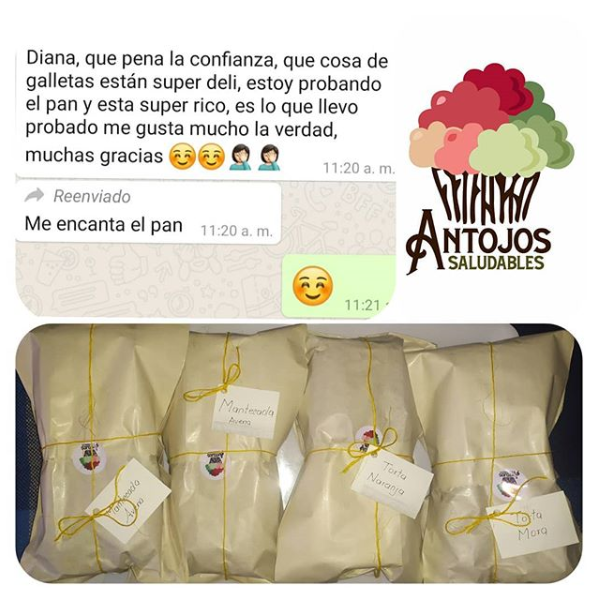 Diana, que pena la confianza, que cosa de
galletas están super deli, estoy probando
el pan y esta super rico, es lo que llevo
probado me gusta mucho la verdad,
muchas gracias ☺️☺️🤦🏻‍♀️🤦🏻‍♀️
11:20 a. m.
Reenviado
Me encanta el pan 11:20 a. m.
☺️
11:21
ANTOJOS
SALUDABLES
Mantecada
Avena
Mantecada
Avena
Torta
Naranja
Torta
Mora